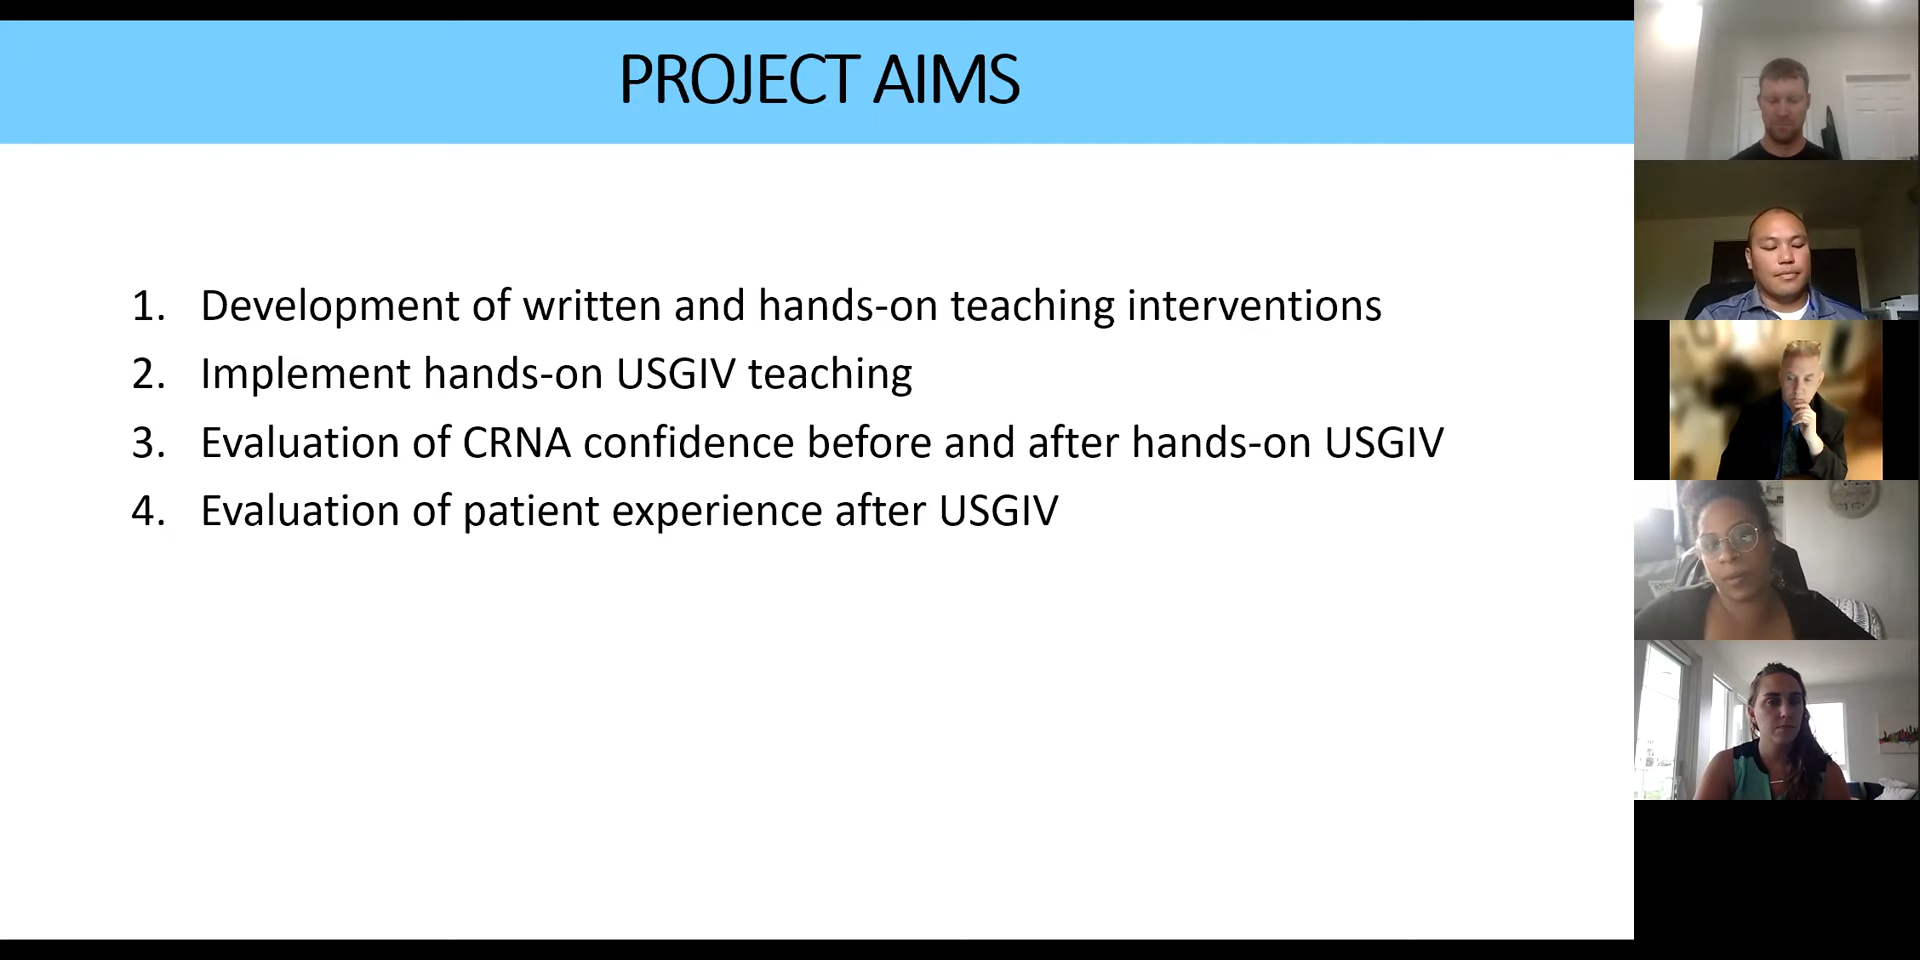 PROJECT AIMS
1. Development of written and hands-on teaching interventions
2. Implement hands-on USGIV teaching
3. Evaluation of CRNA confidence before and after hands-on USGIV
4. Evaluation of patient experience after USGIV